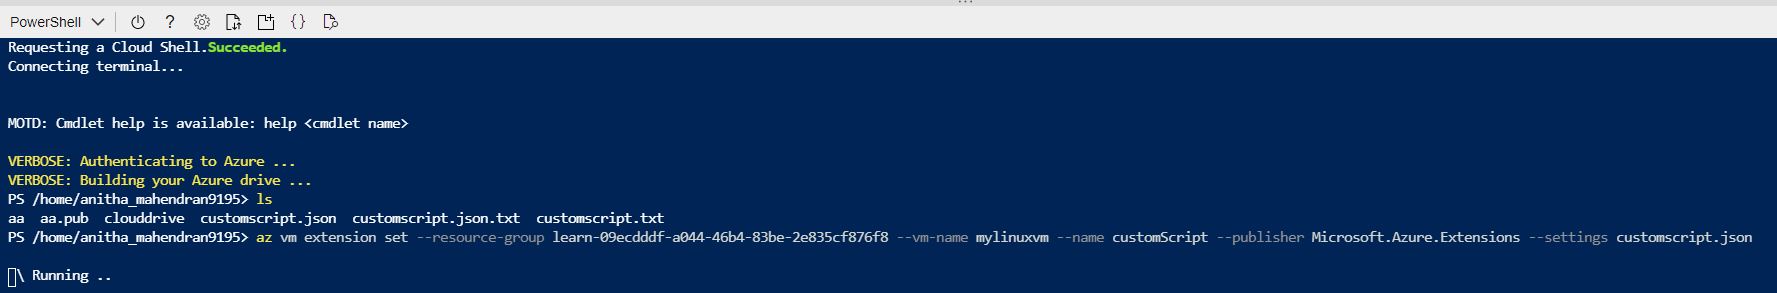 PowerShell
Requesting a Cloud Shell.Succeeded.
Connecting terminal...
MOTD: Cmdlet help is available: help <cmdlet name>
VERBOSE: Authenticating to Azure ...
VERBOSE: Building your Azure drive ...
PS /home/anitha_mahendran9195> ls
aa  aa.pub  clouddrive  customscript.json  customscript.json.txt  customscript.txt
PS /home/anitha_mahendran9195> az vm extension set --resource-group learn-09ecdddf-a044-46b4-83be-2e835cf876f8 --vm-name mylinuxvm --name customScript --publisher Microsoft.Azure.Extensions --settings customscript.json
\ Running ..